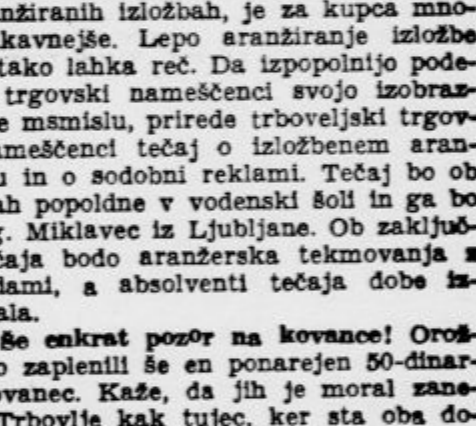 nžiranih izložbah, je za kupca mno-
kavnejše. Lepo aranžiranje izložbe
tako lahka reč. Da izpopolnijo pode-
trgovski nameščenci svojo izobraz-
e msmislu, prirede trboveljski trgov-
ameščenci tečaj o izložbenem aran-
u in o sodobni reklami. Tečaj bo ob
ah popoldne v vodenski šoli in ga bo
g. Miklavec iz Ljubljane. Ob zaključ-
čaja bodo aranžerska tekmovanja z
dami, a absolventi tečaja dobe iz-
ala.
še enkrat pozor na kovance! Orož-
o zaplenili še en ponarejen 50-dinar-
ovanec. Kaže, da jih je moral zane-
Trbovlje kak tujec, ker sta oba do-